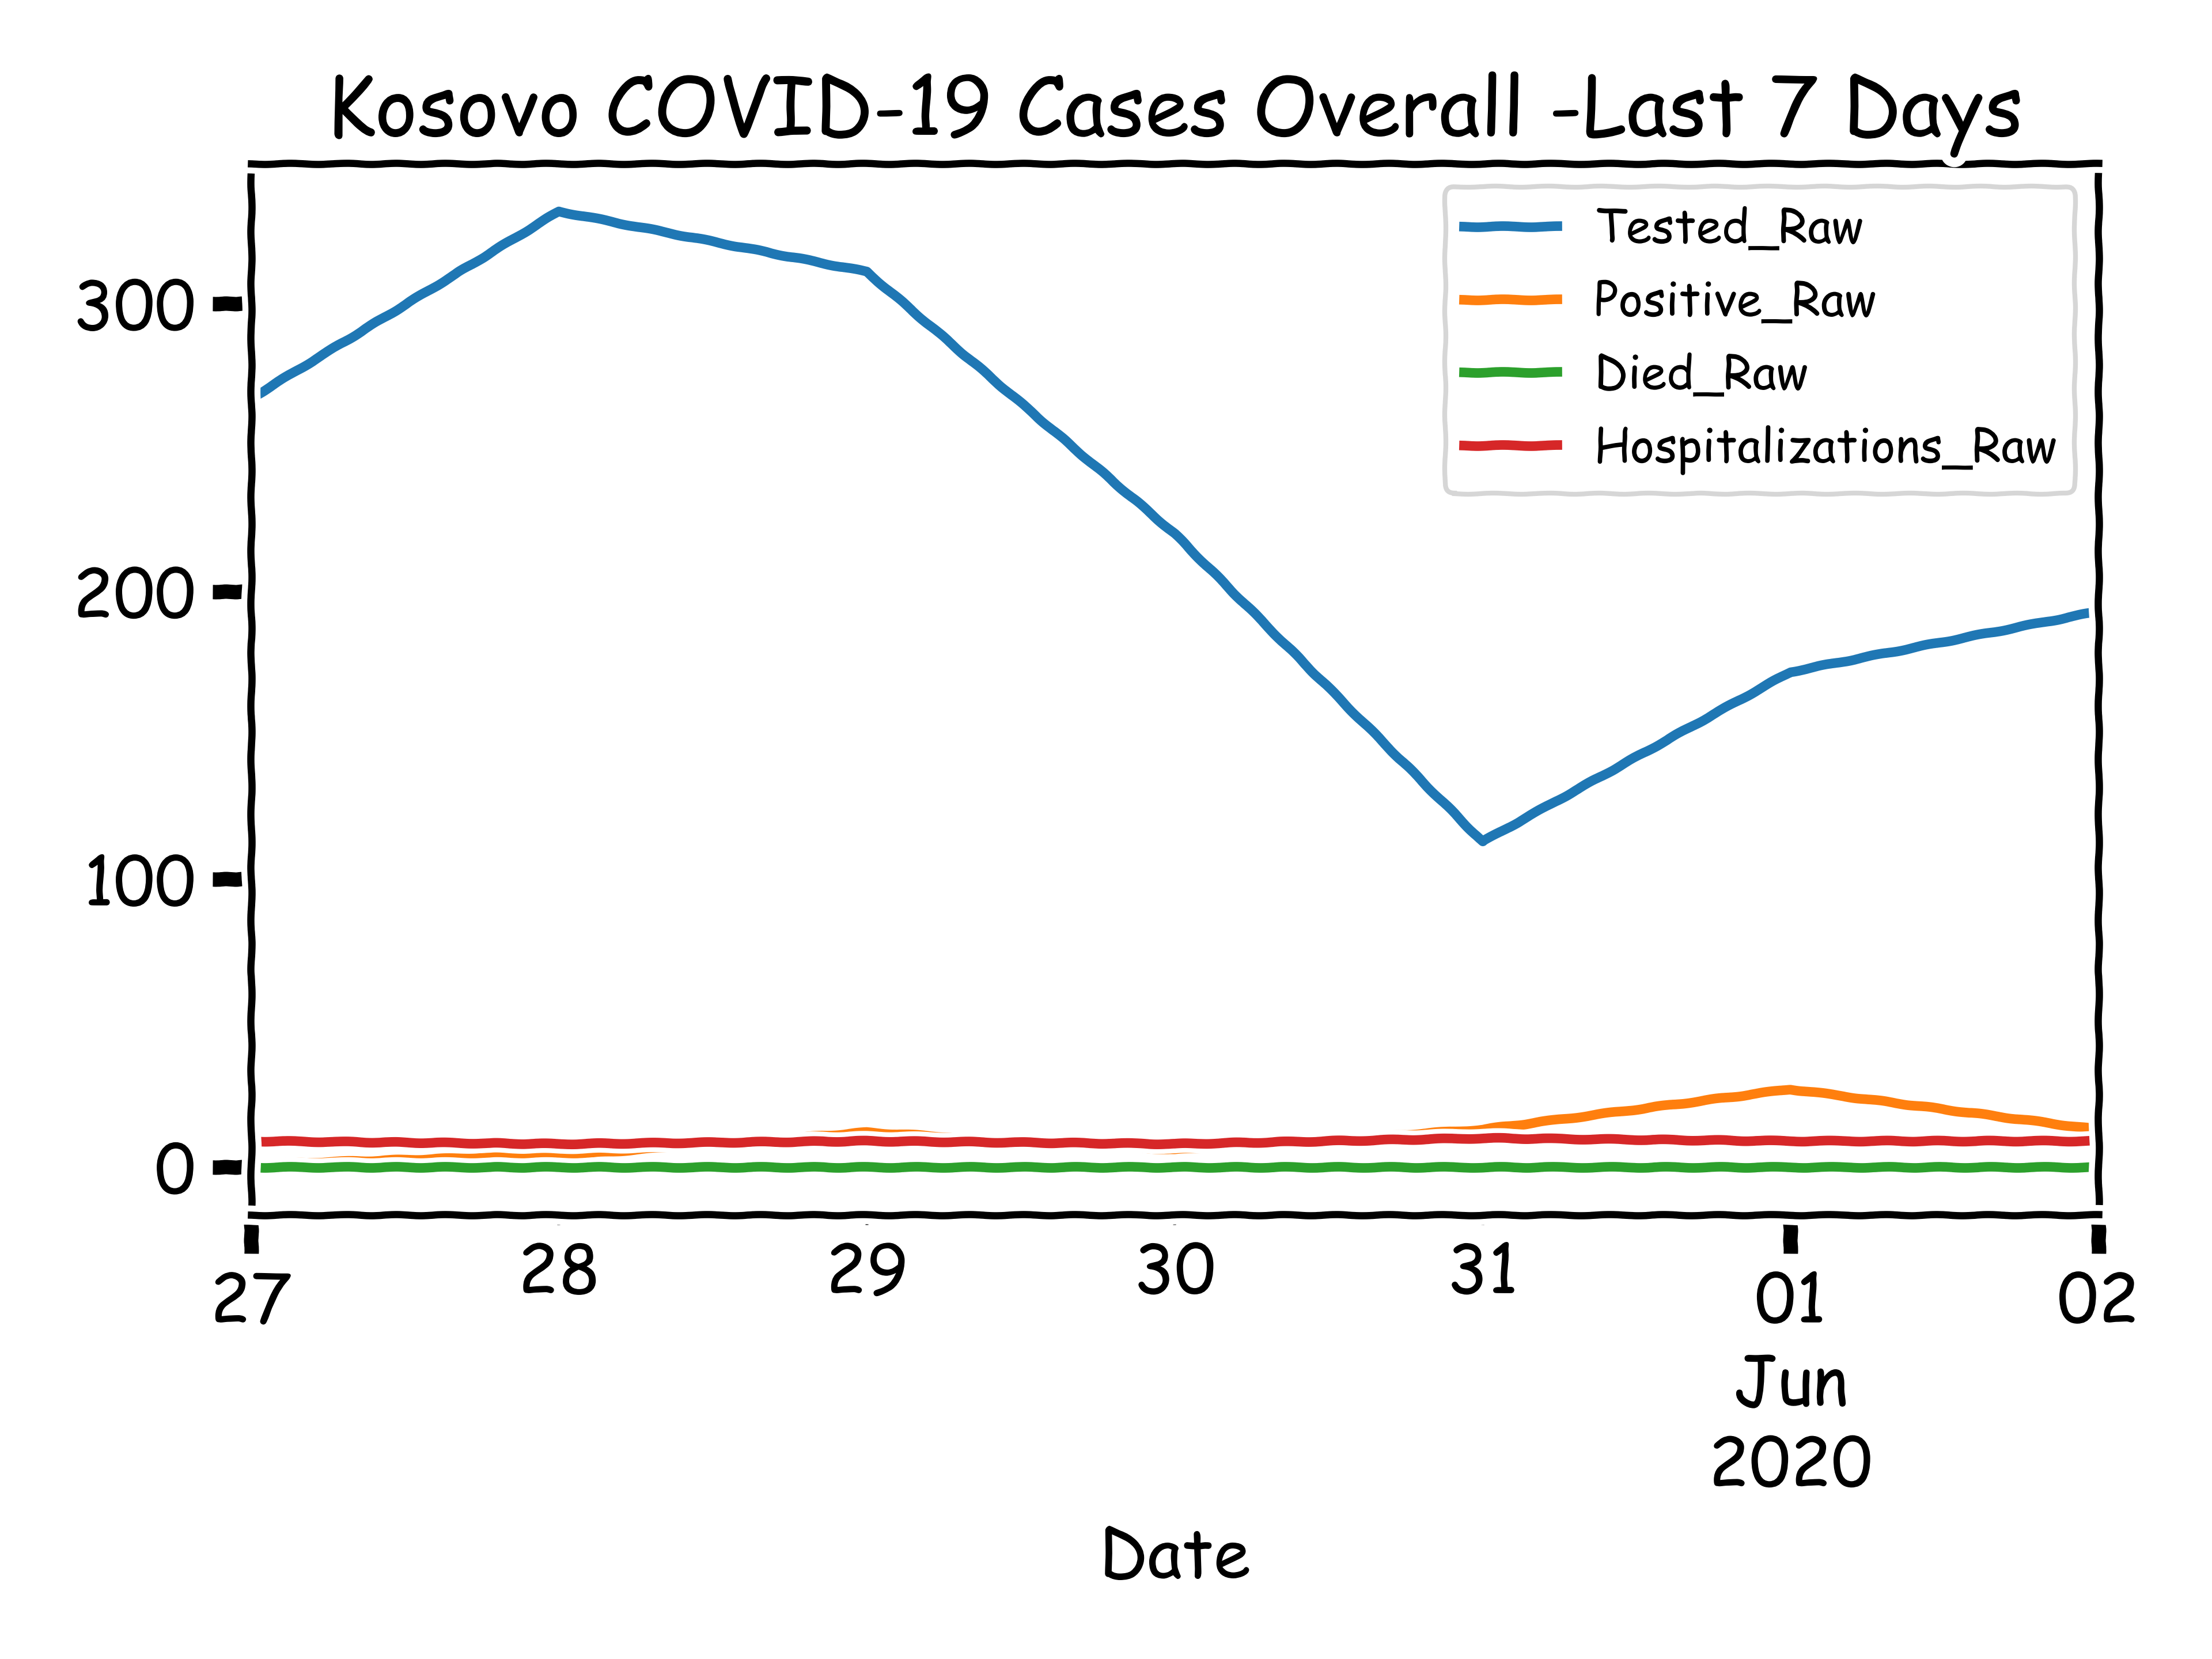 Kosovo COVID-19 Cases Overall -Last 7 Days
Tested_Raw
Positive_Raw
Died_Raw
Hospitalizations_Raw
300
200
100
0
27 28 29 30 31 01 02
Jun
2020
Date